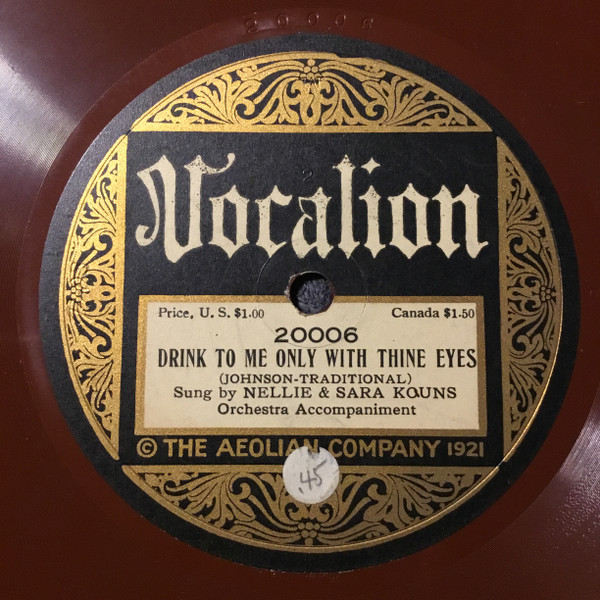 20006
2
Vocalion
Price, U. S. $1.00 Canada $1.50
20006
DRINK TO ME ONLY WITH THINE EYES
(JOHNSON-TRADITIONAL)
Sung by NELLIE & SARA KOUNS
Orchestra Accompaniment
© THE AEOLIAN COMPANY 1921
.45